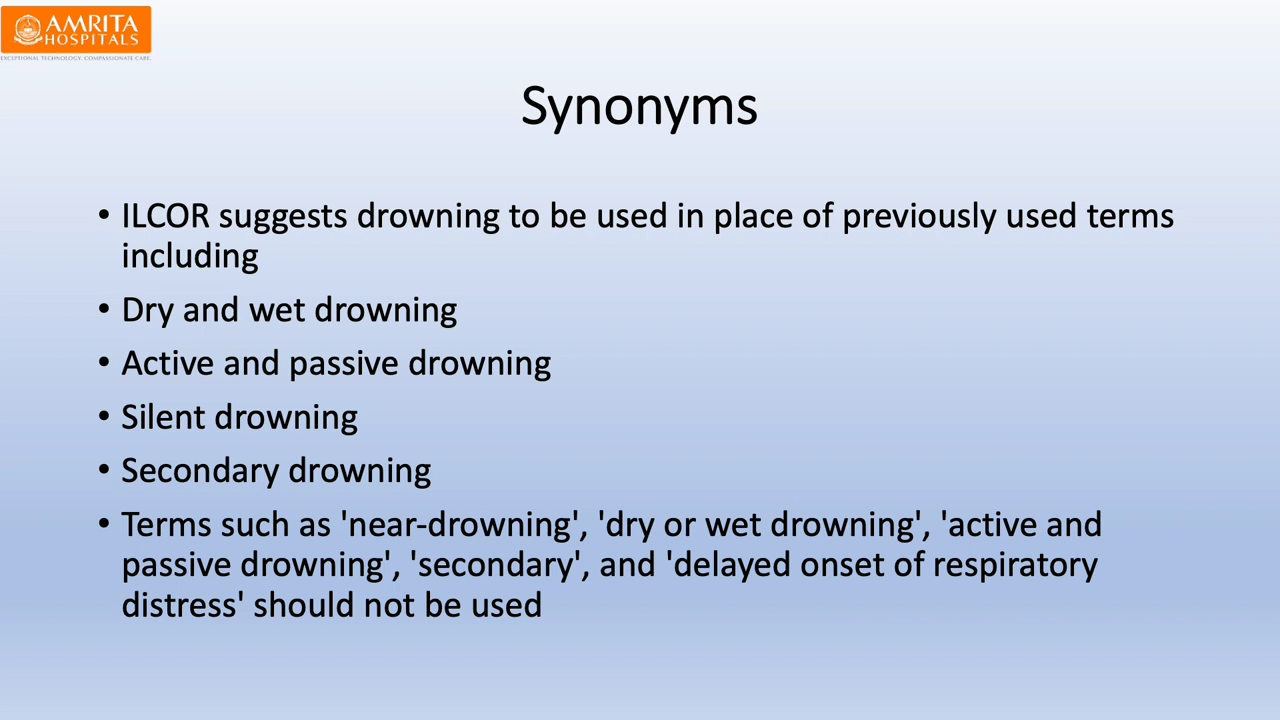 AMRITA
HOSPITALS
EXCEPTIONAL TECHNOLOGY. COMPASSIONATE CARE.
Synonyms
• ILCOR suggests drowning to be used in place of previously used terms
including
• Dry and wet drowning
• Active and passive drowning
• Silent drowning
• Secondary drowning
• Terms such as 'near-drowning', 'dry or wet drowning', 'active and
passive drowning', 'secondary', and 'delayed onset of respiratory
distress' should not be used